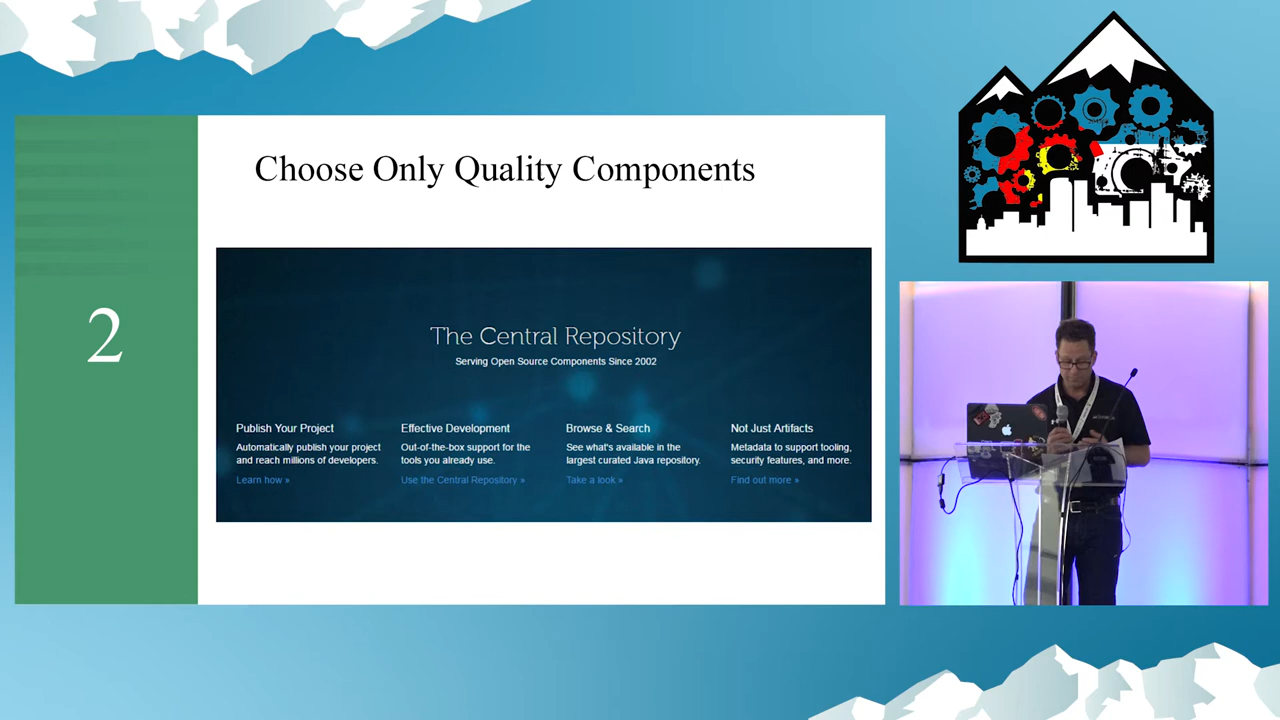 Choose Only Quality Components
2
The Central Repository
Serving Open Source Components Since 2002
Publish Your Project
Automatically publish your project
and reach millions of developers.
Learn how »
Effective Development
Out-of-the-box support for the
tools you already use.
Use the Central Repository »
Browse & Search
See what's available in the
largest curated Java repository.
Take a look »
Not Just Artifacts
Metadata to support tooling,
security features, and more.
Find out more »